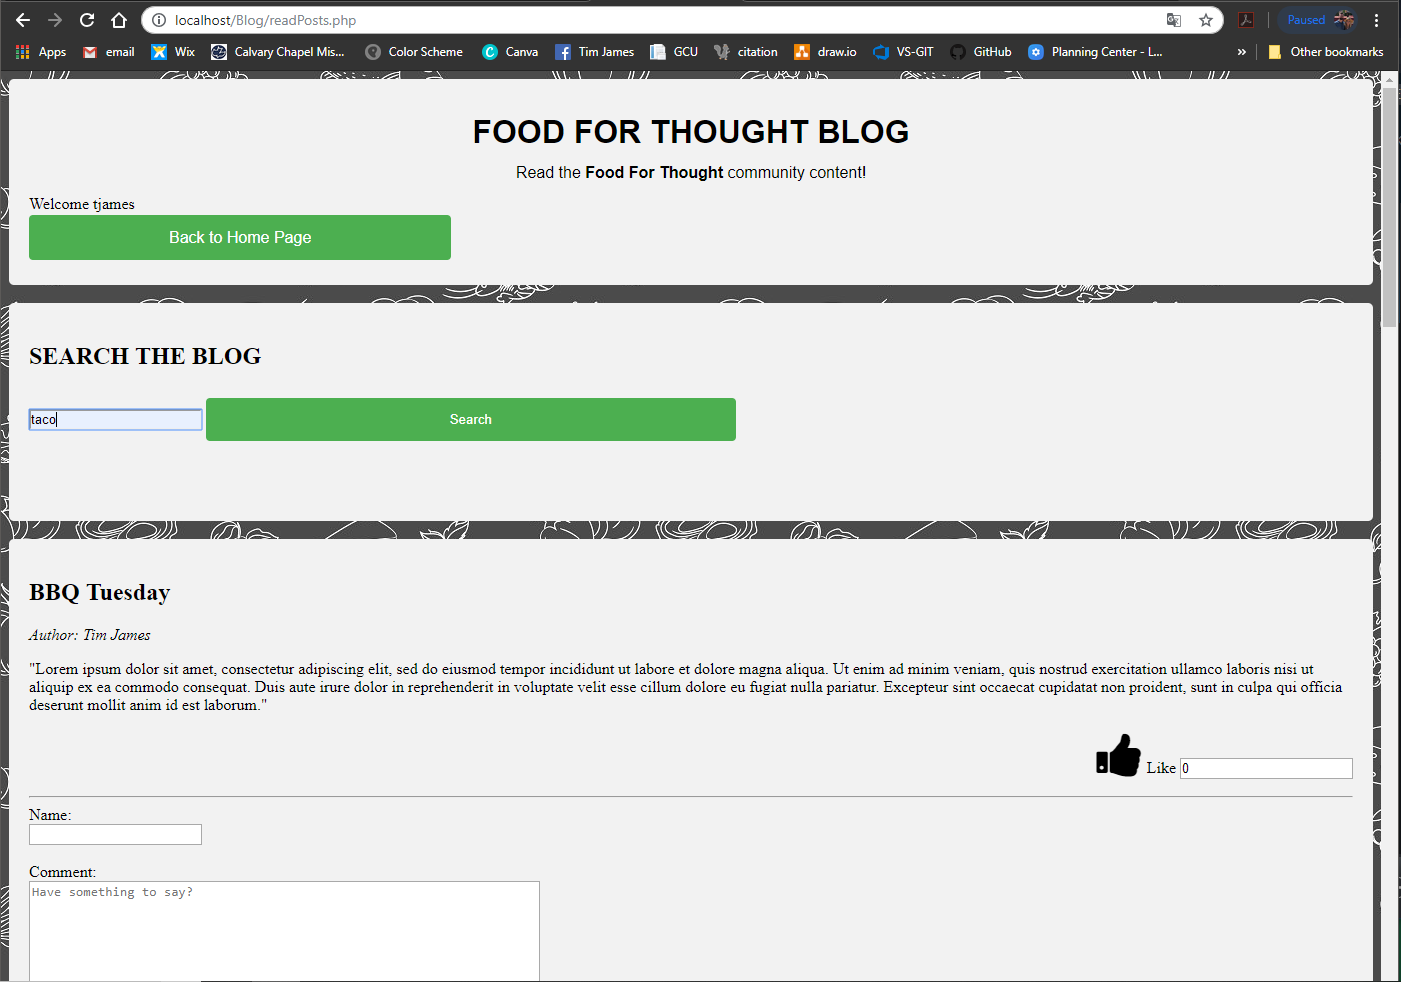 localhost/Blog/readPosts.php
Paused
Apps email Wix Calvary Chapel Mis... Color Scheme Canva Tim James GCU citation draw.io VS-GIT GitHub Planning Center - L... » Other bookmarks
FOOD FOR THOUGHT BLOG
Read the Food For Thought community content!
Welcome tjames
Back to Home Page
SEARCH THE BLOG
taco Search
BBQ Tuesday
Author: Tim James
"Lorem ipsum dolor sit amet, consectetur adipiscing elit, sed do eiusmod tempor incididunt ut labore et dolore magna aliqua. Ut enim ad minim veniam, quis nostrud exercitation ullamco laboris nisi ut
aliquip ex ea commodo consequat. Duis aute irure dolor in reprehenderit in voluptate velit esse cillum dolore eu fugiat nulla pariatur. Excepteur sint occaecat cupidatat non proident, sunt in culpa qui officia
deserunt mollit anim id est laborum."
Like 0
Name:
Comment:
Have something to say?